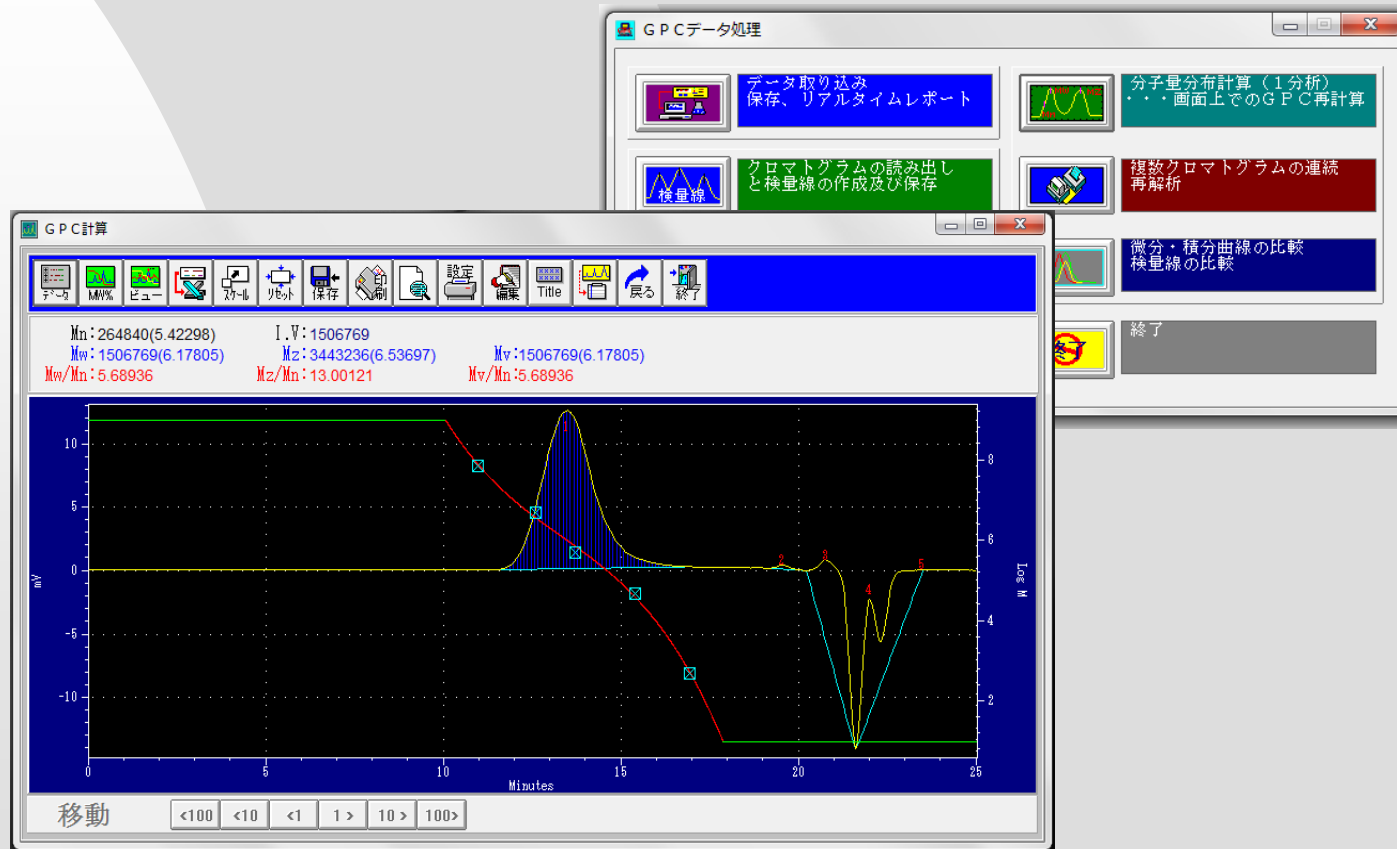 GPCデータ処理
データ取り込み
保存、リアルタイムレポート
分子量分布計算（1分析）
・・・画面上でのGPC再計算
検量線
クロマトグラムの読み出し
と検量線の作成及び保存
複数クロマトグラムの連続
再解析
微分・積分曲線の比較
検量線の比較
終了
GPC計算
データ
MW%
ビュー
スケール
リセット
保存
印刷
設定
編集
Title
戻る
終了
Mn:264840(5.42298) I.V:1506769
Mw:1506769(6.17805) Mz:3443236(6.53697) Mv:1506769(6.17805)
Mw/Mn:5.68936 Mz/Mn:13.00121 Mv/Mn:5.68936
10
5
0
-5
-10
mV
1
2
3
4
5
8
6
4
2
Log M
0 5 10 15 20 25
Minutes
移動 <100 <10 <1 1> 10> 100>